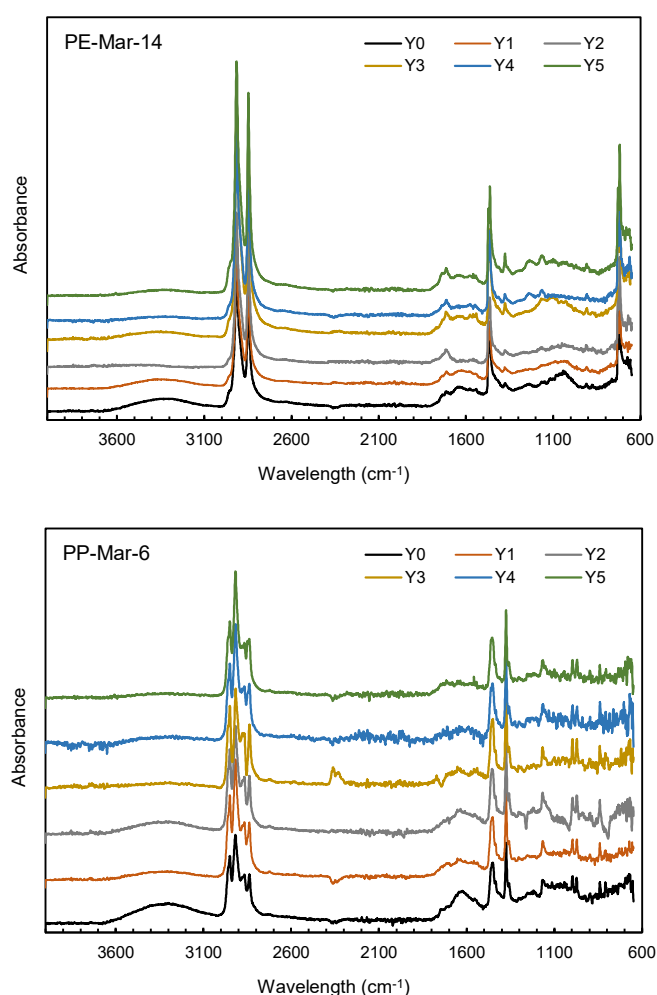 PE-Mar-14
Y0 Y1 Y2
Y3 Y4 Y5
Absorbance
3600 3100 2600 2100 1600 1100 600
Wavelength (cm-1)
PP-Mar-6
Y0 Y1 Y2
Y3 Y4 Y5
Absorbance
3600 3100 2600 2100 1600 1100 600
Wavelength (cm-1)